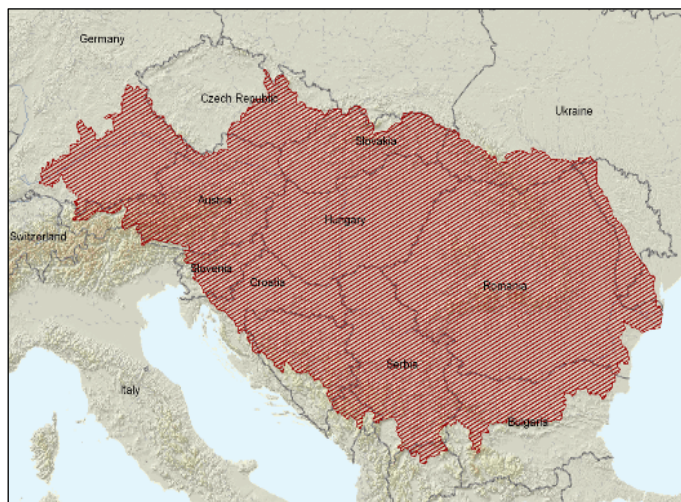 Germany
Czech Republic
Ukraine
Slovakia
Austria
Hungary
Switzerland
Slovenia
Croatia
Romania
Serbia
Italy
Bulgaria